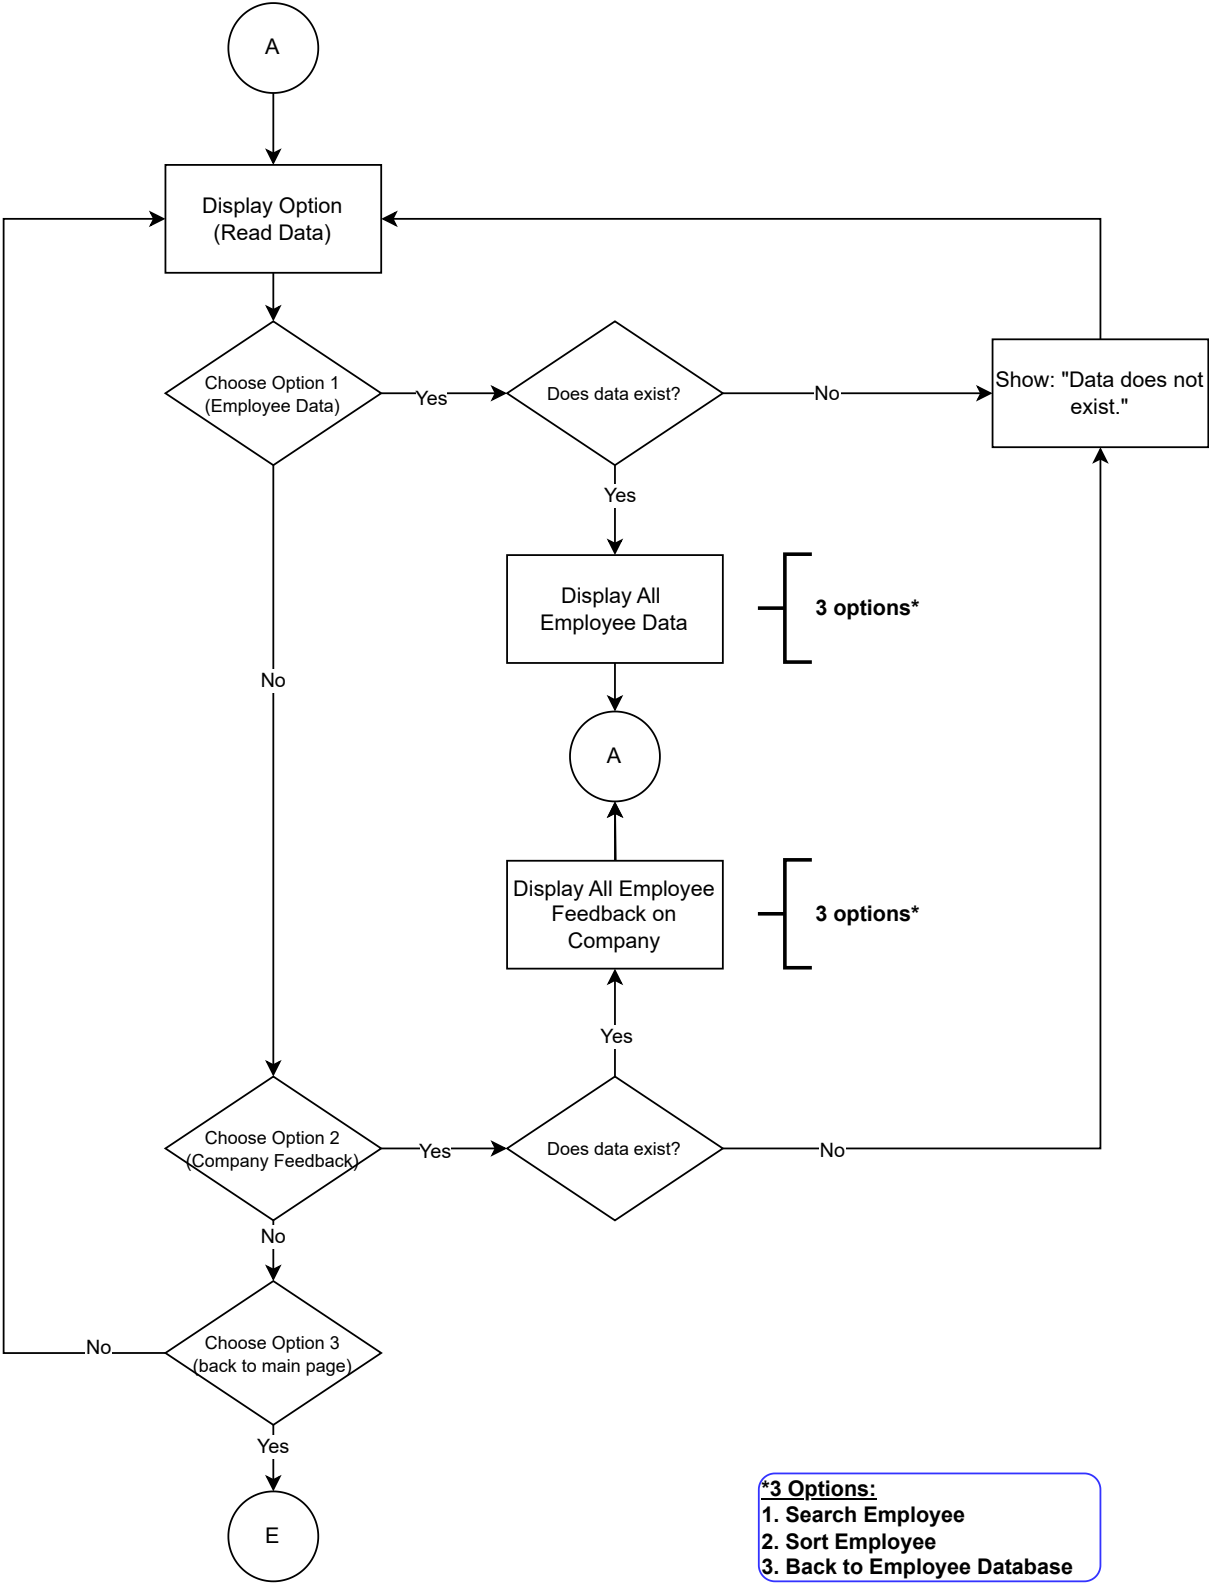 A
Display Option
(Read Data)
Choose Option 1
(Employee Data)
Yes
Does data exist?
No
Show: "Data does not
exist."
Yes
Display All
Employee Data
3 options*
No
A
Display All Employee
Feedback on
Company
3 options*
Yes
Choose Option 2
(Company Feedback)
Yes
Does data exist?
No
No
Choose Option 3
(back to main page)
No
Yes
E
*3 Options:
1. Search Employee
2. Sort Employee
3. Back to Employee Database